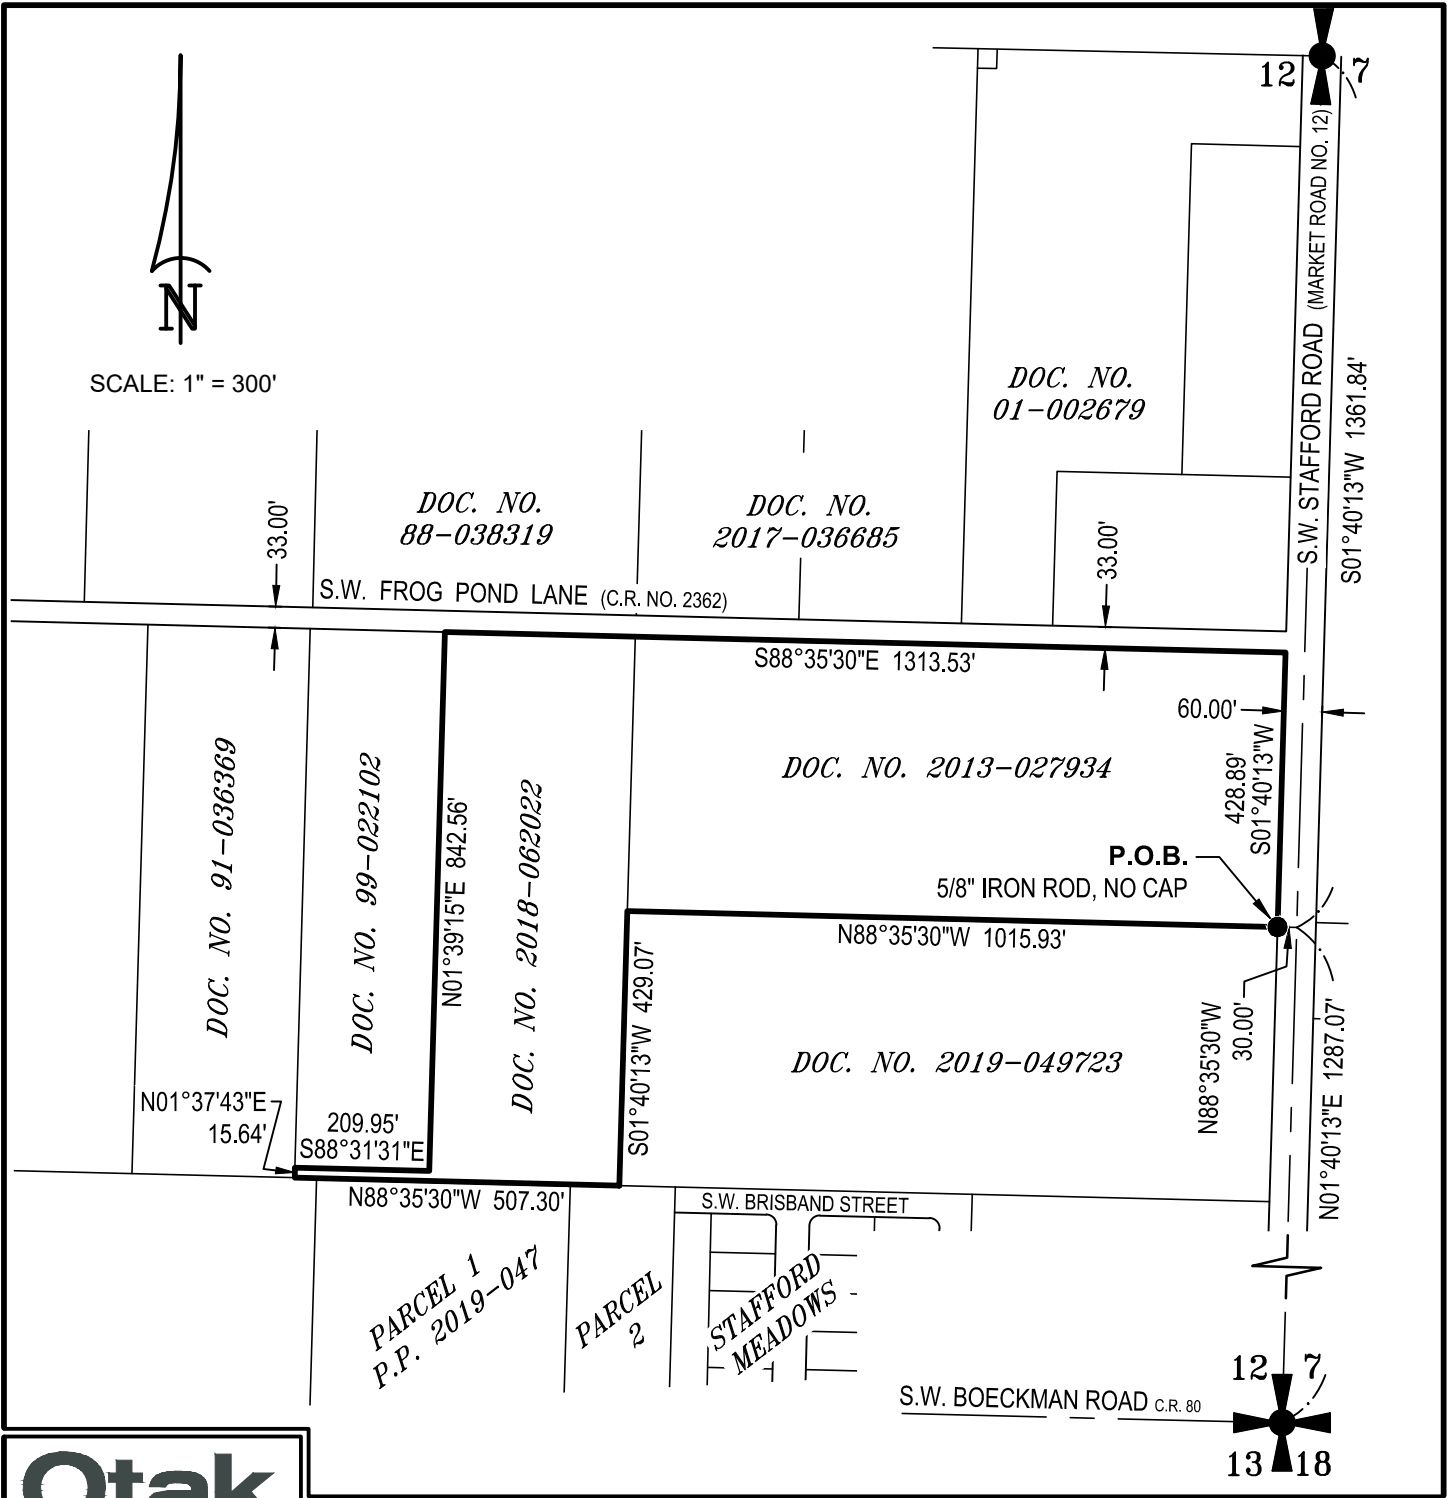 12 7
N
SCALE: 1" = 300'
S.W. STAFFORD ROAD (MARKET ROAD NO. 12)
S01°40'13"W 1361.84'
DOC. NO.
01-002679
DOC. NO.
88-038319
DOC. NO.
2017-036685
33.00'
33.00'
S.W. FROG POND LANE (C.R. NO. 2362)
S88°35'30"E 1313.53'
60.00'
428.89'
S01°40'13"W
DOC. NO. 91-036369
DOC. NO. 99-022102
N01°39'15"E 842.56'
DOC. NO. 2018-062022
DOC. NO. 2013-027934
P.O.B.
5/8" IRON ROD, NO CAP
N88°35'30"W 1015.93'
S01°40'13"W 429.07'
DOC. NO. 2019-049723
N88°35'30"W
30.00'
N01°40'13"E 1287.07'
N01°37'43"E
15.64'
209.95'
S88°31'31"E
N88°35'30"W 507.30'
S.W. BRISBAND STREET
PARCEL 1
P.P. 2019-047
PARCEL
2
STAFFORD
MEADOWS
S.W. BOECKMAN ROAD C.R. 80
12 7
13 18
Otak